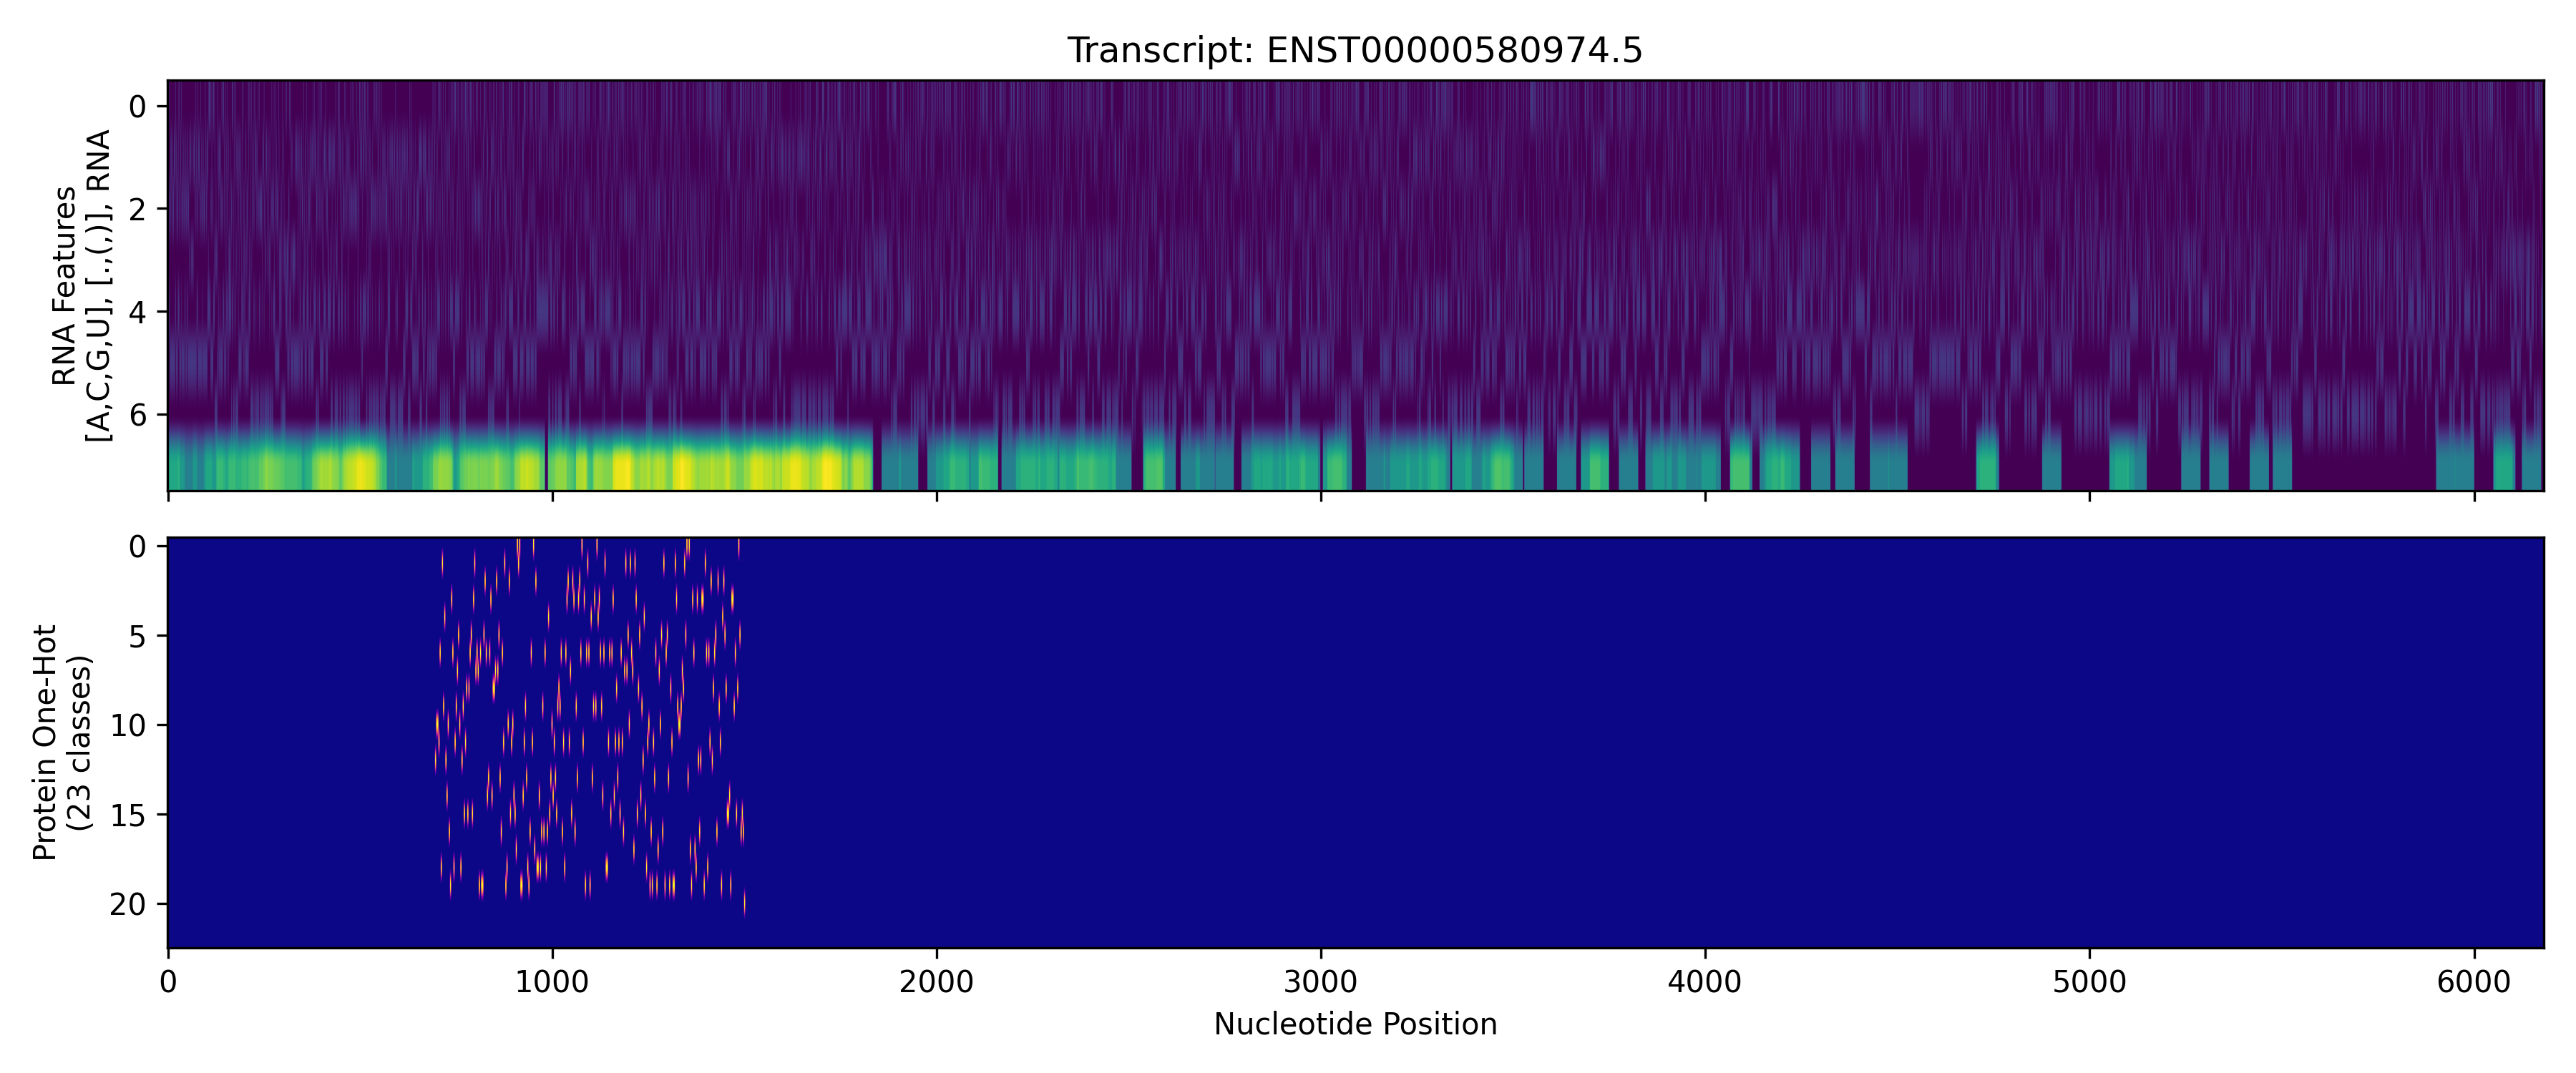 Transcript: ENST00000580974.5
RNA Features
[A,C,G,U], [.,(,)], RNA
0
2
4
6
Protein One-Hot
(23 classes)
0
5
10
15
20
0 1000 2000 3000 4000 5000 6000
Nucleotide Position